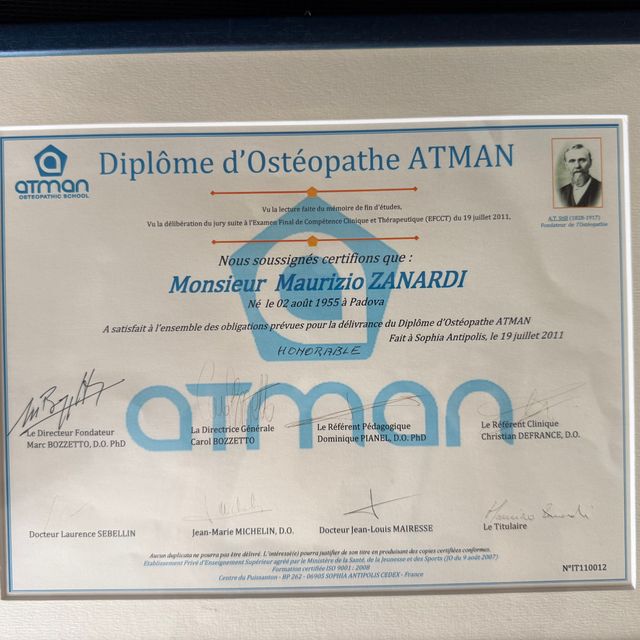 ATMAN
OSTEOPATHIC SCHOOL
Diplôme d'Ostéopathe ATMAN
Vu la lecture faite du mémoire de fin d'études,
Vu la délibération du jury suite à l'Examen Final de Compétence Clinique et Thérapeutique (EFCCT) du 19 juillet 2011,
A.T. Still (1828-1917)
Fondateur de l'Ostéopathie
Nous soussignés certifions que :
Monsieur Maurizio ZANARDI
Né le 02 août 1955 à Padova
A satisfait à l'ensemble des obligations prévues pour la délivrance du Diplôme d'Ostéopathe ATMAN
Fait à Sophia Antipolis, le 19 juillet 2011
HONORABLE
ATMAN
Le Directeur Fondateur
Marc BOZZETTO, D.O. PhD
La Directrice Générale
Carol BOZZETTO
Le Référent Pédagogique
Dominique PIANEL, D.O. PhD
Le Référent Clinique
Christian DEFRANCE, D.O.
Docteur Laurence SEBELLIN
Jean-Marie MICHELIN, D.O.
Docteur Jean-Louis MAIRESSE
Le Titulaire
Aucun duplicata ne pourra pas être délivré. L'intéressé(e) pourra justifier de son titre en produisant des copies certifiées conformes.
Etablissement Privé d'Enseignement Supérieur agréé par le Ministère de la Santé, de la Jeunesse et des Sports (JO du 9 août 2007)
Formation certifiée ISO 9001 : 2008
Centre du Puissanton - BP 262 - 06905 SOPHIA ANTIPOLIS CEDEX - France
N°IT110012